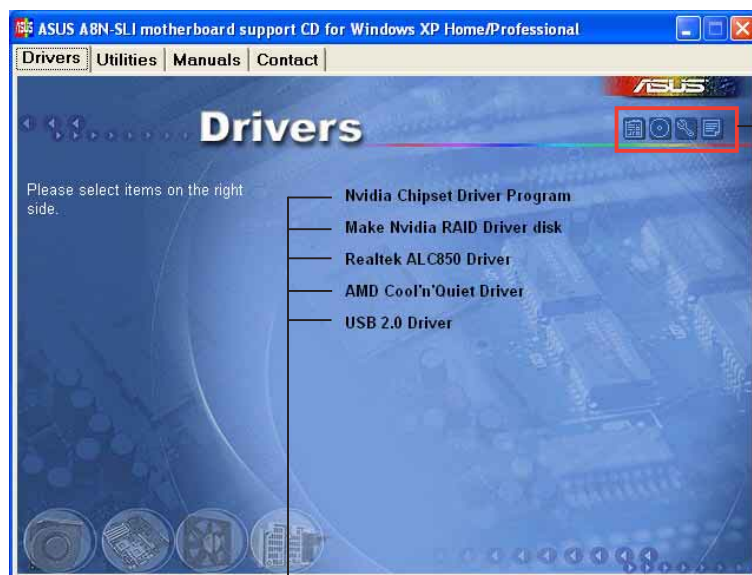 ASUS A8N-SLI motherboard support CD for Windows XP Home/Professional
Drivers Utilities Manuals Contact
ASUS
Drivers
Please select items on the right
side.
Nvidia Chipset Driver Program
Make Nvidia RAID Driver disk
Realtek ALC850 Driver
AMD Cool'n'Quiet Driver
USB 2.0 Driver